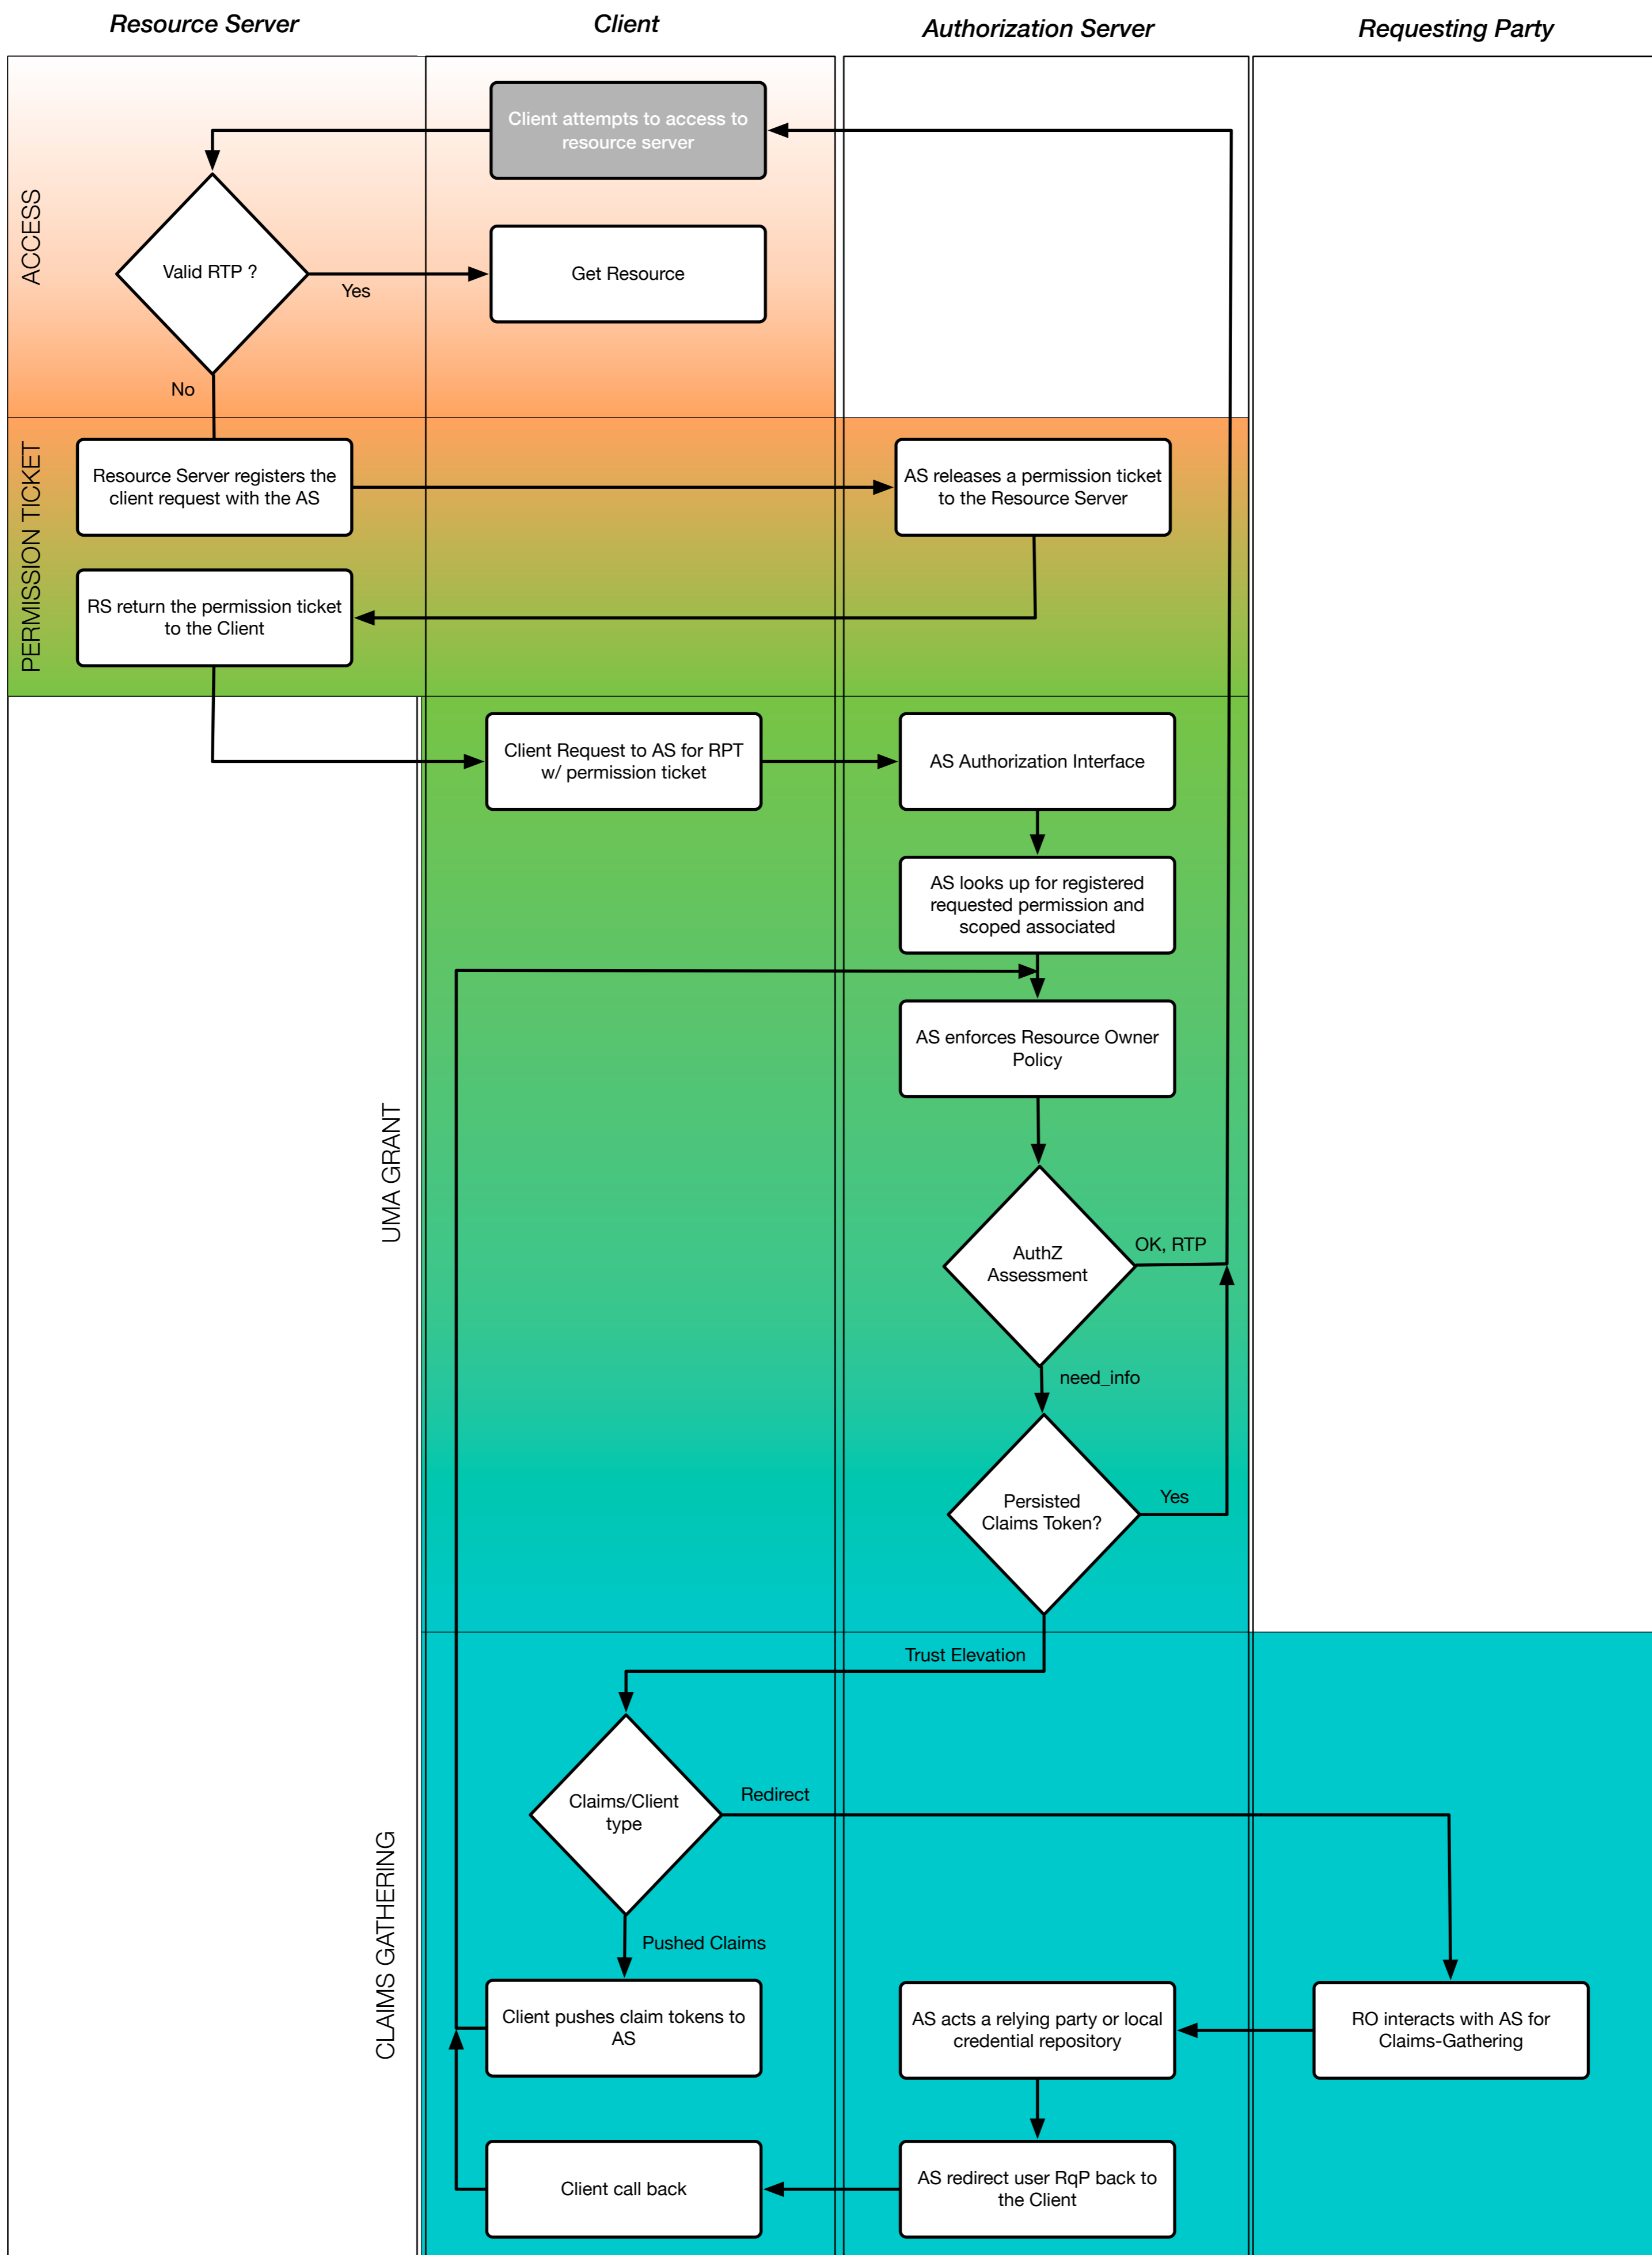 Resource Server
Client
Authorization Server
Requesting Party
ACCESS
Client attempts to access to
resource server
Valid RTP ?
Yes
Get Resource
No
PERMISSION TICKET
Resource Server registers the
client request with the AS
AS releases a permission ticket
to the Resource Server
RS return the permission ticket
to the Client
UMA GRANT
Client Request to AS for RPT
w/ permission ticket
AS Authorization Interface
AS looks up for registered
requested permission and
scoped associated
AS enforces Resource Owner
Policy
AuthZ
Assessment
OK, RTP
need_info
Persisted
Claims Token?
Yes
Trust Elevation
CLAIMS GATHERING
Claims/Client
type
Redirect
Pushed Claims
Client pushes claim tokens to
AS
AS acts a relying party or local
credential repository
RO interacts with AS for
Claims-Gathering
Client call back
AS redirect user RqP back to
the Client